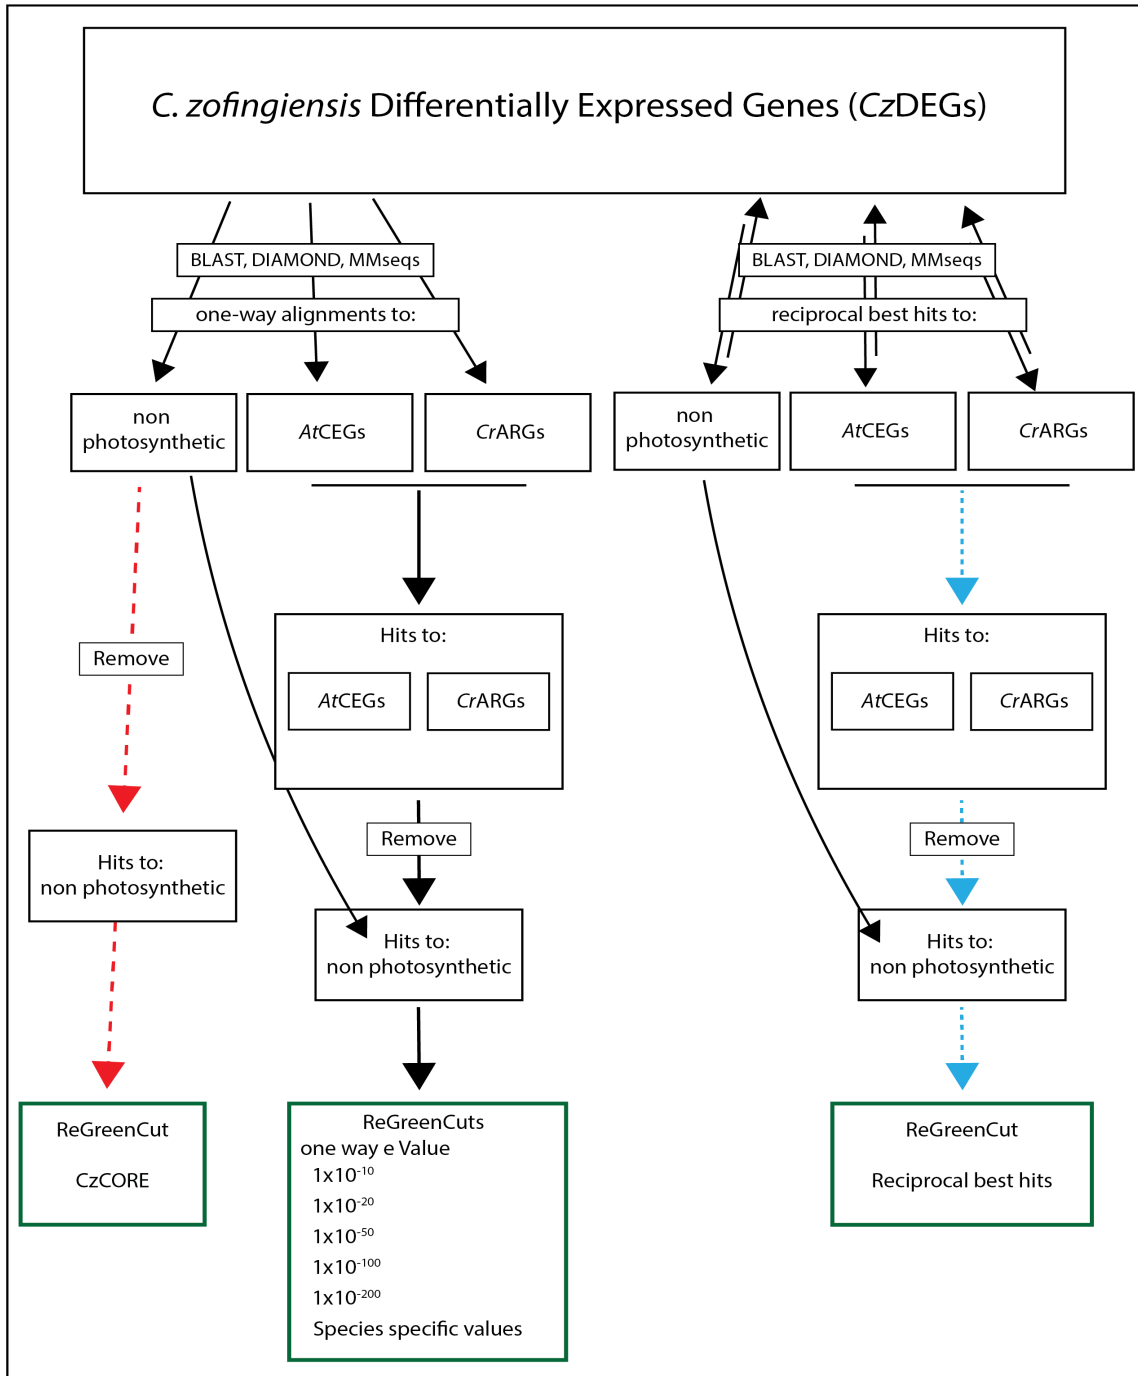 C. zofingiensis Differentially Expressed Genes (CzDEGs)
BLAST, DIAMOND, MMseqs
one-way alignments to:
BLAST, DIAMOND, MMseqs
reciprocal best hits to:
non
photosynthetic
AtCEGs
CrARGs
non
photosynthetic
AtCEGs
CrARGs
Remove
Hits to:
non photosynthetic
Hits to:
AtCEGs
CrARGs
Remove
Hits to:
non photosynthetic
Hits to:
AtCEGs
CrARGs
Remove
Hits to:
non photosynthetic
ReGreenCut
CzCORE
ReGreenCuts
one way e Value
1x10⁻¹⁰
1x10⁻²⁰
1x10⁻⁵⁰
1x10⁻¹⁰⁰
1x10⁻²⁰⁰
Species specific values
ReGreenCut
Reciprocal best hits